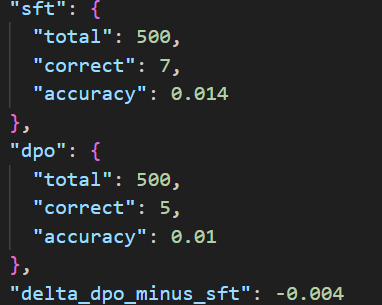 "sft": {
"total": 500,
"correct": 7,
"accuracy": 0.014
},
"dpo": {
"total": 500,
"correct": 5,
"accuracy": 0.01
},
"delta_dpo_minus_sft": -0.004